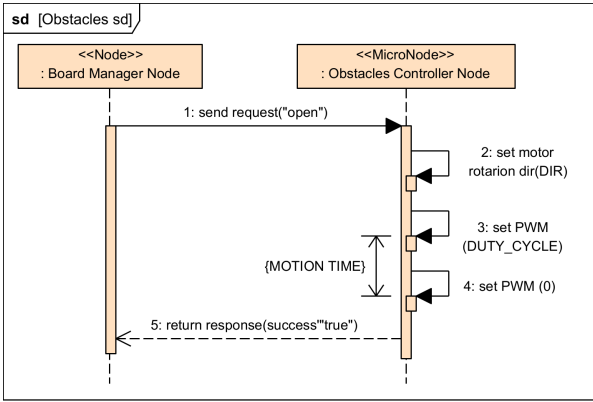 sd [Obstacles sd]
<<Node>>
: Board Manager Node
<<MicroNode>>
: Obstacles Controller Node
1: send request("open")
2: set motor
rotarion dir(DIR)
3: set PWM
(DUTY_CYCLE)
{MOTION TIME}
4: set PWM (0)
5: return response(success'"true")